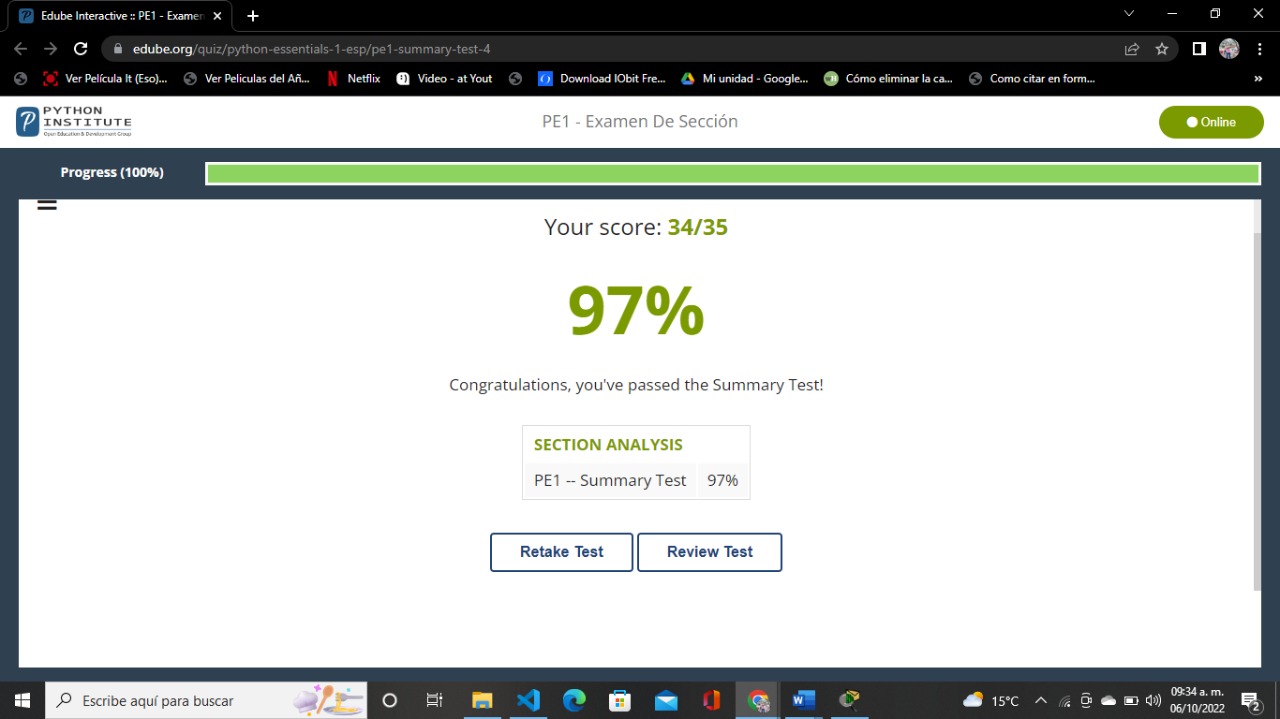 Edube Interactive :: PE1 - Examen
edube.org/quiz/python-essentials-1-esp/pe1-summary-test-4
Ver Película It (Eso)... Ver Peliculas del Añ... Netflix Video - at Yout Download IObit Fre... Mi unidad - Google... Cómo eliminar la ca... Como citar en form... »
PYTHON
INSTITUTE
Open Education & Development Group
PE1 - Examen De Sección
Online
Progress (100%)
Your score: 34/35
97%
Congratulations, you've passed the Summary Test!
SECTION ANALYSIS
PE1 -- Summary Test 97%
Retake Test Review Test
Escribe aquí para buscar
15°C
09:34 a. m.
06/10/2022
2